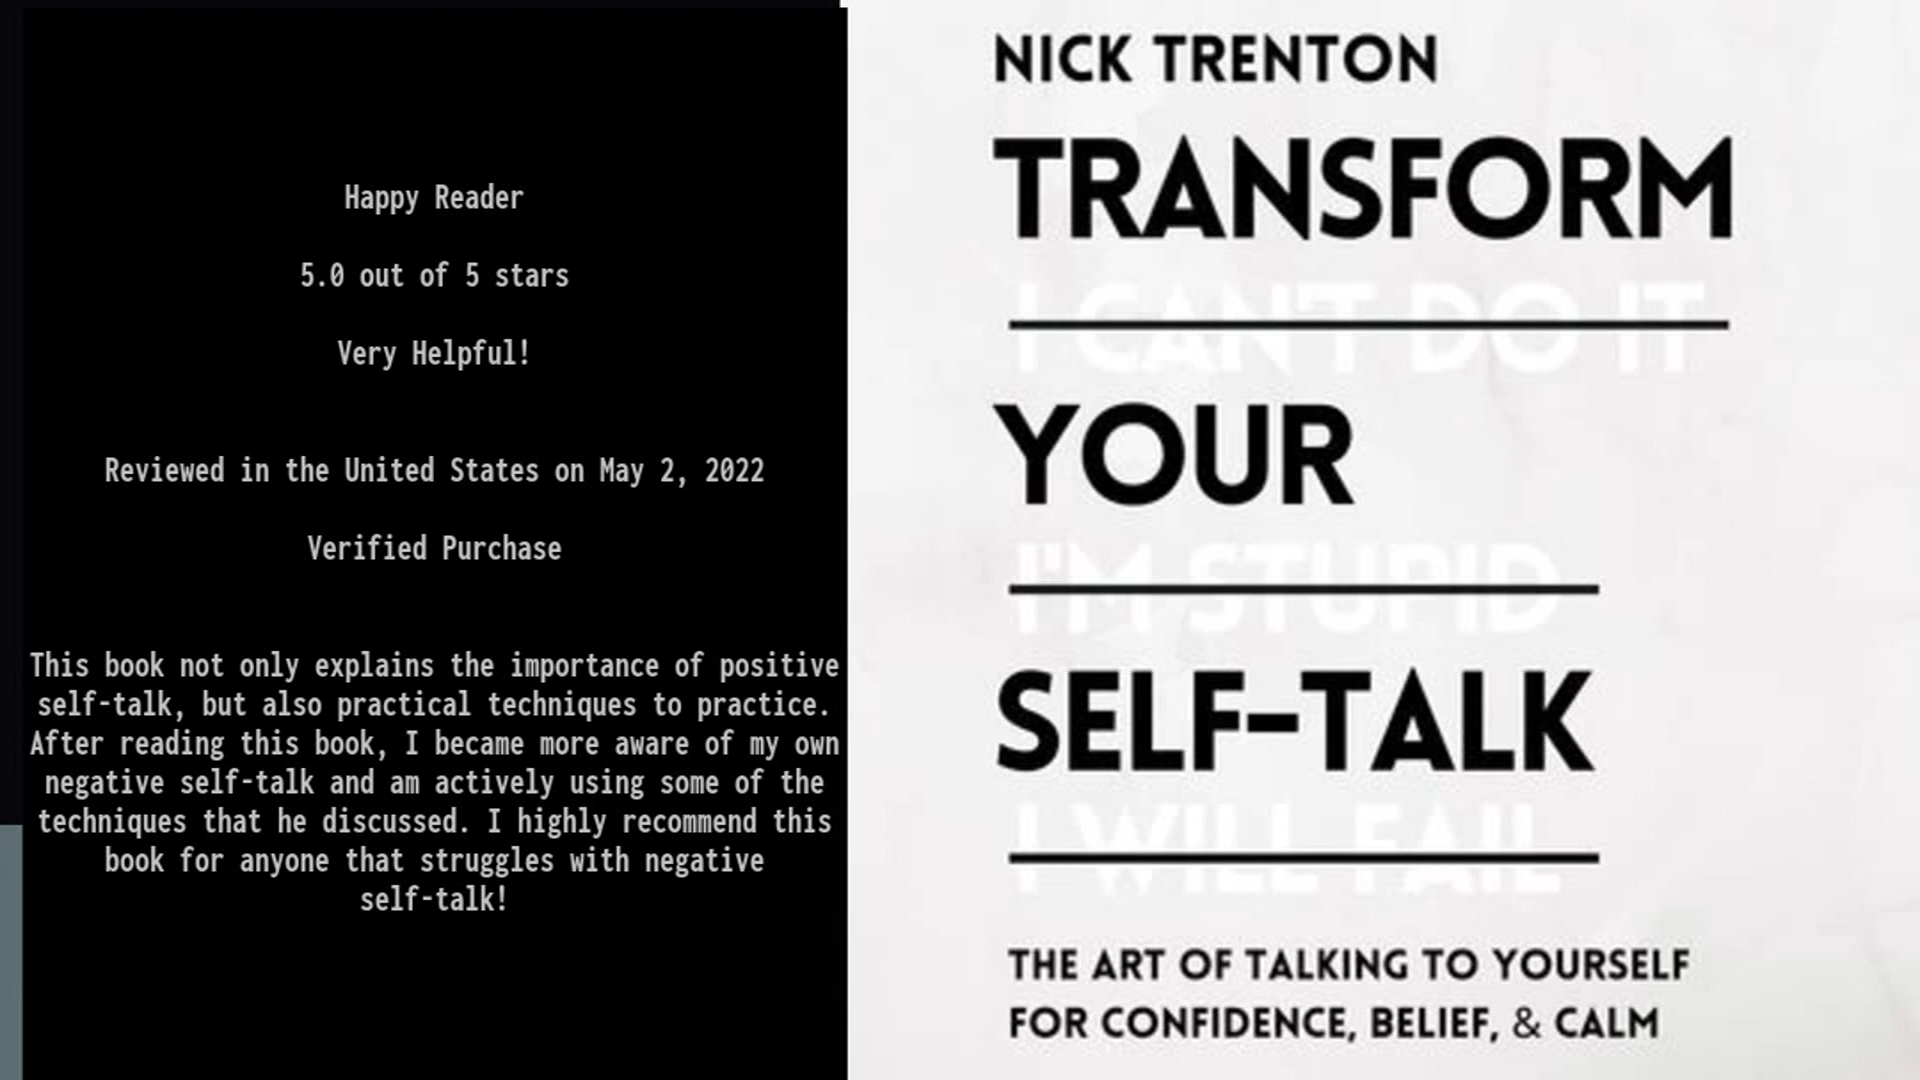 Happy Reader
5.0 out of 5 stars
Very Helpful!
Reviewed in the United States on May 2, 2022
Verified Purchase
This book not only explains the importance of positive
self-talk, but also practical techniques to practice.
After reading this book, I became more aware of my own
negative self-talk and am actively using some of the
techniques that he discussed. I highly recommend this
book for anyone that struggles with negative
self-talk!
NICK TRENTON
TRANSFORM
I CAN'T DO IT
YOUR
I'M STUPID
SELF-TALK
I WILL FAIL
THE ART OF TALKING TO YOURSELF
FOR CONFIDENCE, BELIEF, & CALM